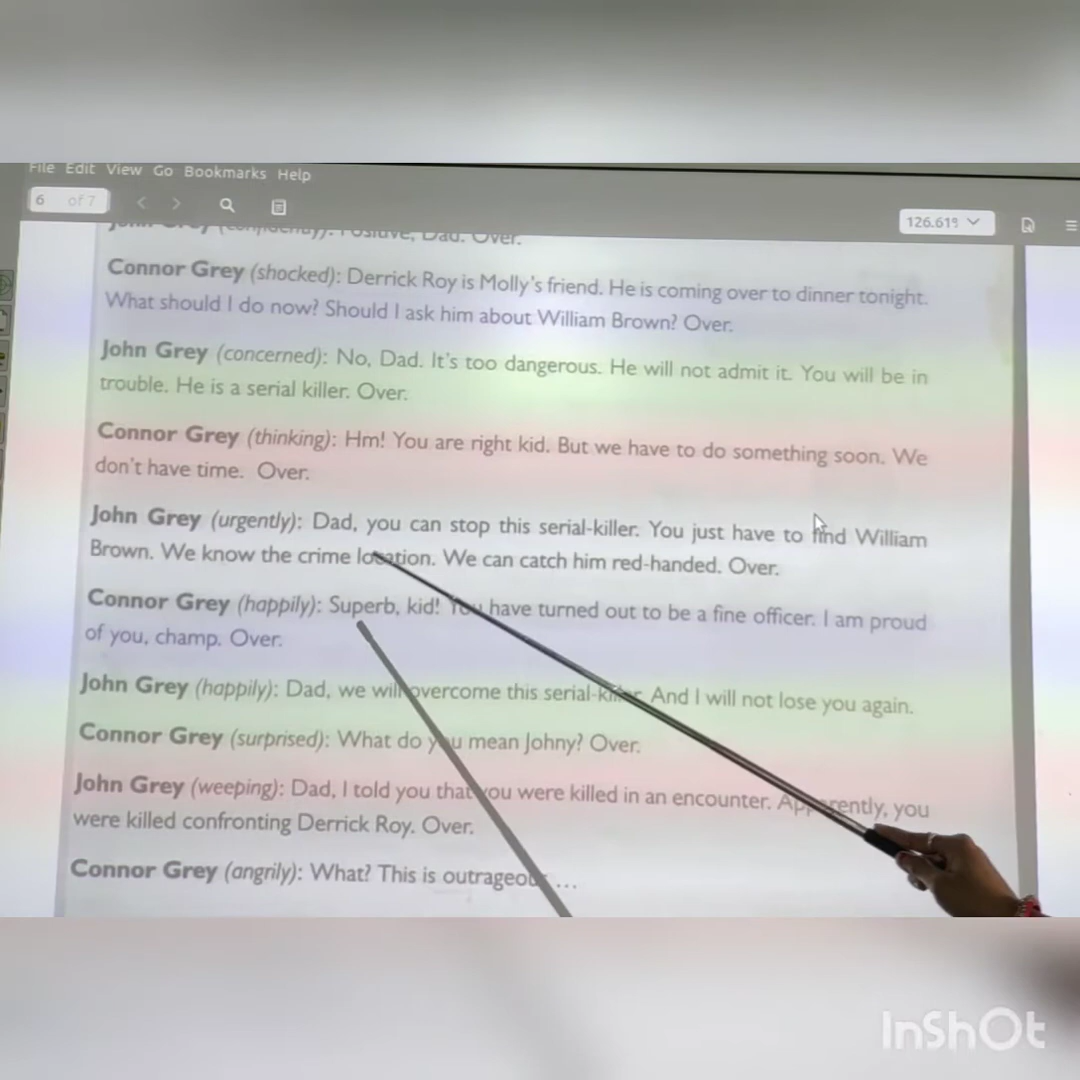 File Edit View Go Bookmarks Help
6 of 7
126.61%
John Grey (confidently): Positive, Dad. Over.
Connor Grey (shocked): Derrick Roy is Molly's friend. He is coming over to dinner tonight.
What should I do now? Should I ask him about William Brown? Over.
John Grey (concerned): No, Dad. It's too dangerous. He will not admit it. You will be in
trouble. He is a serial killer. Over.
Connor Grey (thinking): Hm! You are right kid. But we have to do something soon. We
don't have time. Over.
John Grey (urgently): Dad, you can stop this serial-killer. You just have to find William
Brown. We know the crime location. We can catch him red-handed. Over.
Connor Grey (happily): Superb, kid! You have turned out to be a fine officer. I am proud
of you, champ. Over.
John Grey (happily): Dad, we will overcome this serial-killer. And I will not lose you again.
Connor Grey (surprised): What do you mean Johny? Over.
John Grey (weeping): Dad, I told you that you were killed in an encounter. Apparently, you
were killed confronting Derrick Roy. Over.
Connor Grey (angrily): What? This is outrageous ...
InShOt